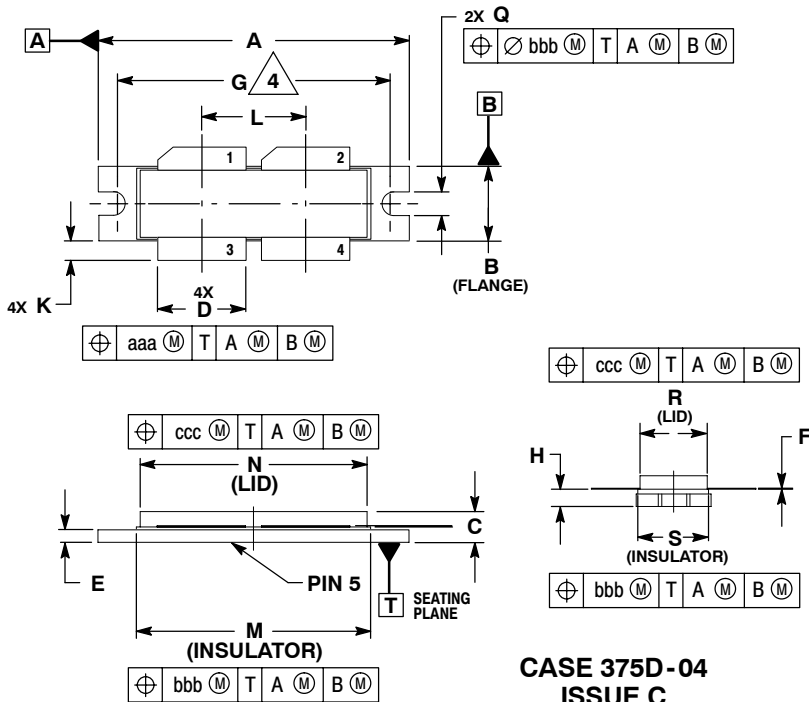 A
A
2X Q
⌖ ∅ bbb Ⓜ T A Ⓜ B Ⓜ
G 4
L
B
1
2
3
4
B
(FLANGE)
4X K
4X
D
⌖ aaa Ⓜ T A Ⓜ B Ⓜ
⌖ ccc Ⓜ T A Ⓜ B Ⓜ
R
(LID)
F
H
S
(INSULATOR)
⌖ bbb Ⓜ T A Ⓜ B Ⓜ
⌖ ccc Ⓜ T A Ⓜ B Ⓜ
N
(LID)
C
E
PIN 5
T SEATING
PLANE
M
(INSULATOR)
⌖ bbb Ⓜ T A Ⓜ B Ⓜ
CASE 375D-04
ISSUE C